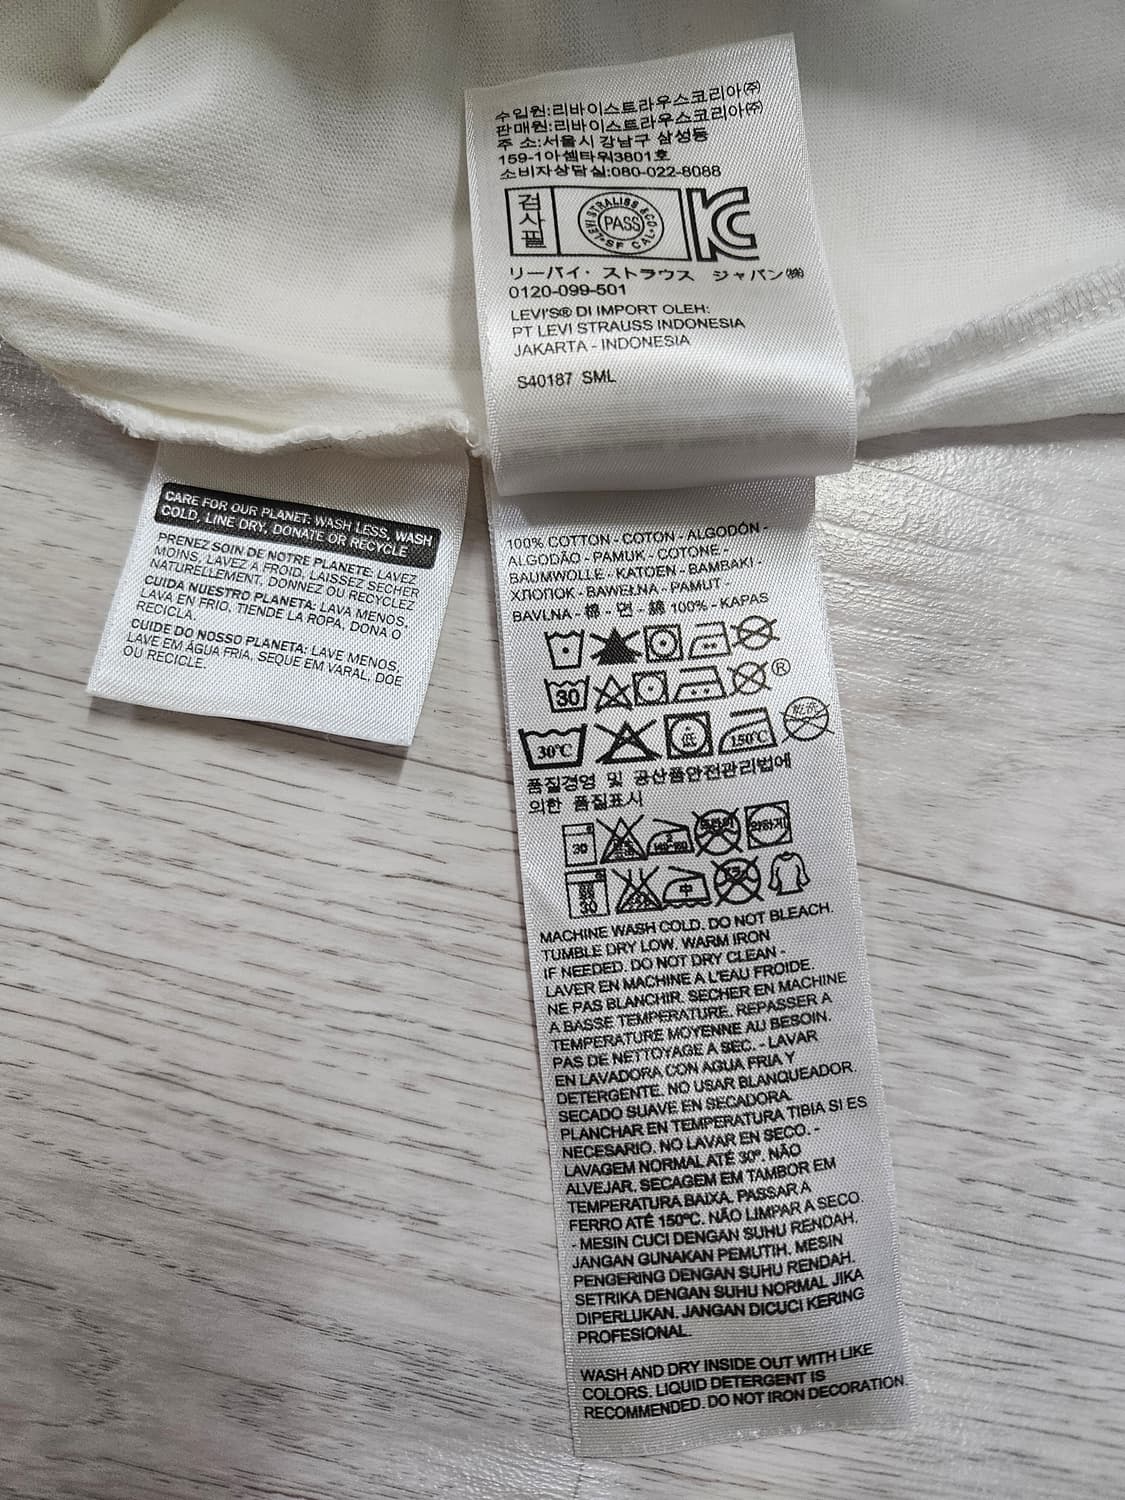 수입원:리바이스트라우스코리아㈜
판매원:리바이스트라우스코리아㈜
주 소:서울시 강남구 삼성동
159-1아셈타워3801호
소비자상담실:080-022-8088
검사필
LEVI STRAUSS & CO
PASS
SF CAL
リーバイ・ストラウス ジャパン㈱
0120-099-501
LEVI'S® DI IMPORT OLEH:
PT LEVI STRAUSS INDONESIA
JAKARTA - INDONESIA
S40187 SML
CARE FOR OUR PLANET: WASH LESS, WASH
COLD, LINE DRY, DONATE OR RECYCLE
PRENEZ SOIN DE NOTRE PLANÈTE: LAVEZ
MOINS, LAVEZ A FROID, LAISSEZ SÉCHER
NATURELLEMENT, DONNEZ OU RECYCLEZ
CUIDA NUESTRO PLANETA: LAVA MENOS,
LAVA EN FRIO, TIENDE LA ROPA, DONA O
RECICLA.
CUIDE DO NOSSO PLANETA: LAVE MENOS,
LAVE EM ÁGUA FRIA, SEQUE EM VARAL, DOE
OU RECICLE.
100% COTTON - COTON - ALGODÓN -
ALGODÃO - PAMUK - COTONE -
BAUMWOLLE - KATOEN - BAMBAKI -
ХЛОПОК - BAWEŁNA - PAMUT -
BAVLNA - 棉 - 면 - 綿 100% - KAPAS
30 ®
30°C 低 150°C 乾洗
품질경영 및 공산품안전관리법에
의한 품질표시
30 약하게
30 中
MACHINE WASH COLD. DO NOT BLEACH.
TUMBLE DRY LOW. WARM IRON
IF NEEDED. DO NOT DRY CLEAN -
LAVER EN MACHINE A L'EAU FROIDE.
NE PAS BLANCHIR. SECHER EN MACHINE
A BASSE TEMPERATURE. REPASSER A
TEMPERATURE MOYENNE AU BESOIN.
PAS DE NETTOYAGE A SEC. - LAVAR
EN LAVADORA CON AGUA FRIA Y
DETERGENTE. NO USAR BLANQUEADOR.
SECADO SUAVE EN SECADORA.
PLANCHAR EN TEMPERATURA TIBIA SI ES
NECESARIO. NO LAVAR EN SECO. -
LAVAGEM NORMAL ATÉ 30º. NÃO
ALVEJAR. SECAGEM EM TAMBOR EM
TEMPERATURA BAIXA. PASSAR A
FERRO ATÉ 150ºC. NÃO LIMPAR A SECO.
- MESIN CUCI DENGAN SUHU RENDAH.
JANGAN GUNAKAN PEMUTIH. MESIN
PENGERING DENGAN SUHU RENDAH.
SETRIKA DENGAN SUHU NORMAL JIKA
DIPERLUKAN. JANGAN DICUCI KERING
PROFESIONAL.
WASH AND DRY INSIDE OUT WITH LIKE
COLORS. LIQUID DETERGENT IS
RECOMMENDED. DO NOT IRON DECORATION.